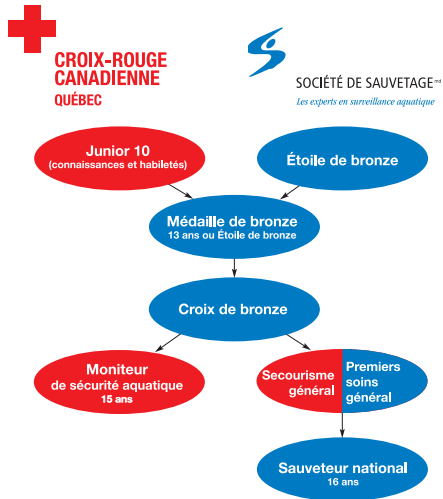 CROIX-ROUGE
CANADIENNE
QUÉBEC
SOCIÉTÉ DE SAUVETAGE md
Les experts en surveillance aquatique
Junior 10
(connaissances et habiletés)
Étoile de bronze
Médaille de bronze
13 ans ou Étoile de bronze
Croix de bronze
Moniteur
de sécurité aquatique
15 ans
Secourisme
général
Premiers
soins
général
Sauveteur national
16 ans